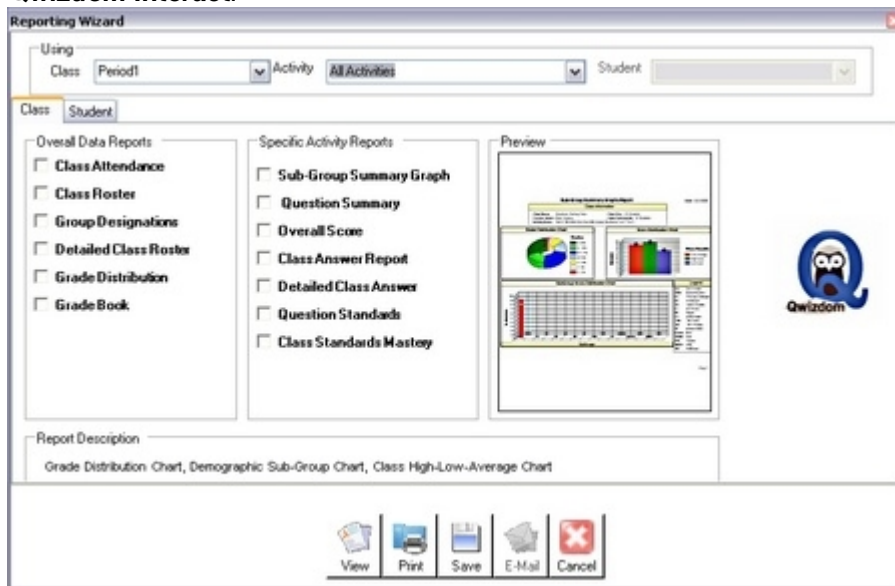 Reporting Wizard
Using
Class Period1 Activity All Activities Student
Class Student
Overall Data Reports
Class Attendance
Class Roster
Group Designations
Detailed Class Roster
Grade Distribution
Grade Book
Specific Activity Reports
Sub-Group Summary Graph
Question Summary
Overall Score
Class Answer Report
Detailed Class Answer
Question Standards
Class Standards Mastery
Preview
Qwizdom
Report Description
Grade Distribution Chart, Demographic Sub-Group Chart, Class High-Low-Average Chart
View Print Save E-Mail Cancel